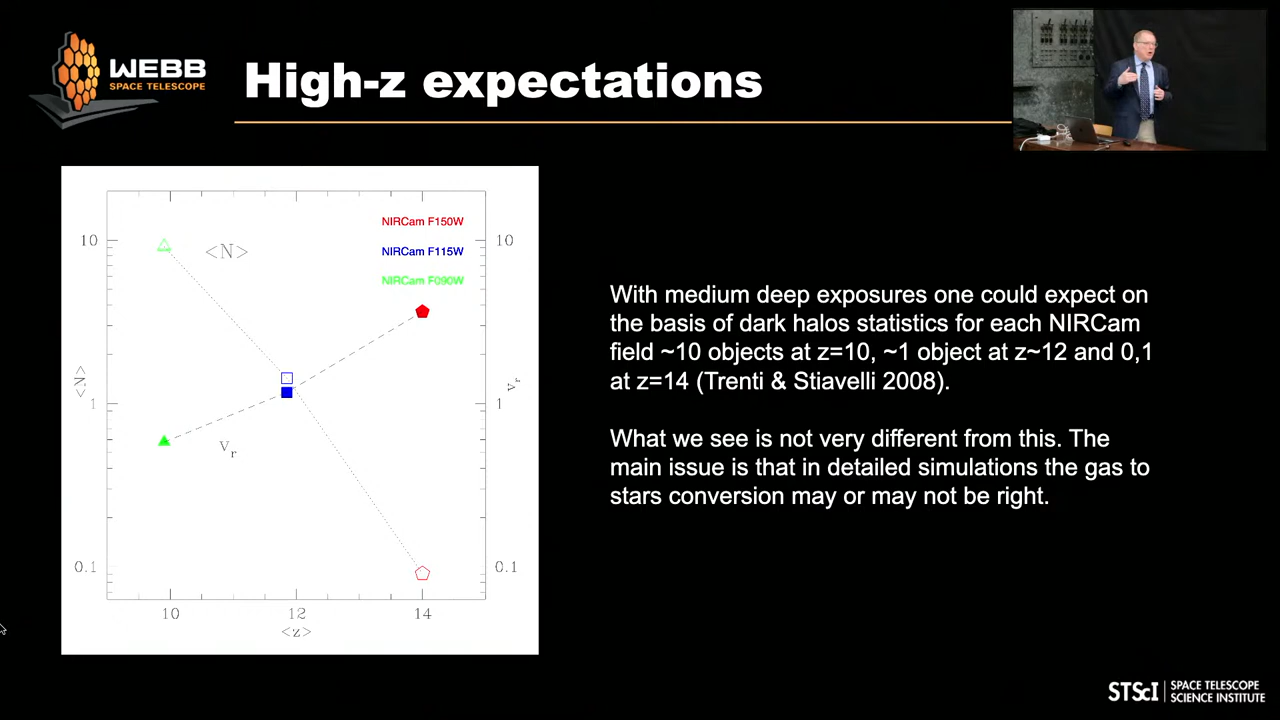 WEBB
SPACE TELESCOPE
High-z expectations
NIRCam F150W
NIRCam F115W
NIRCam F090W
<N>
10
10
<N>
1
1
V_r
V_r
0.1
0.1
10 12 14
<z>
With medium deep exposures one could expect on
the basis of dark halos statistics for each NIRCam
field ~10 objects at z=10, ~1 object at z~12 and 0,1
at z=14 (Trenti & Stiavelli 2008).
What we see is not very different from this. The
main issue is that in detailed simulations the gas to
stars conversion may or may not be right.
STScI
SPACE TELESCOPE
SCIENCE INSTITUTE